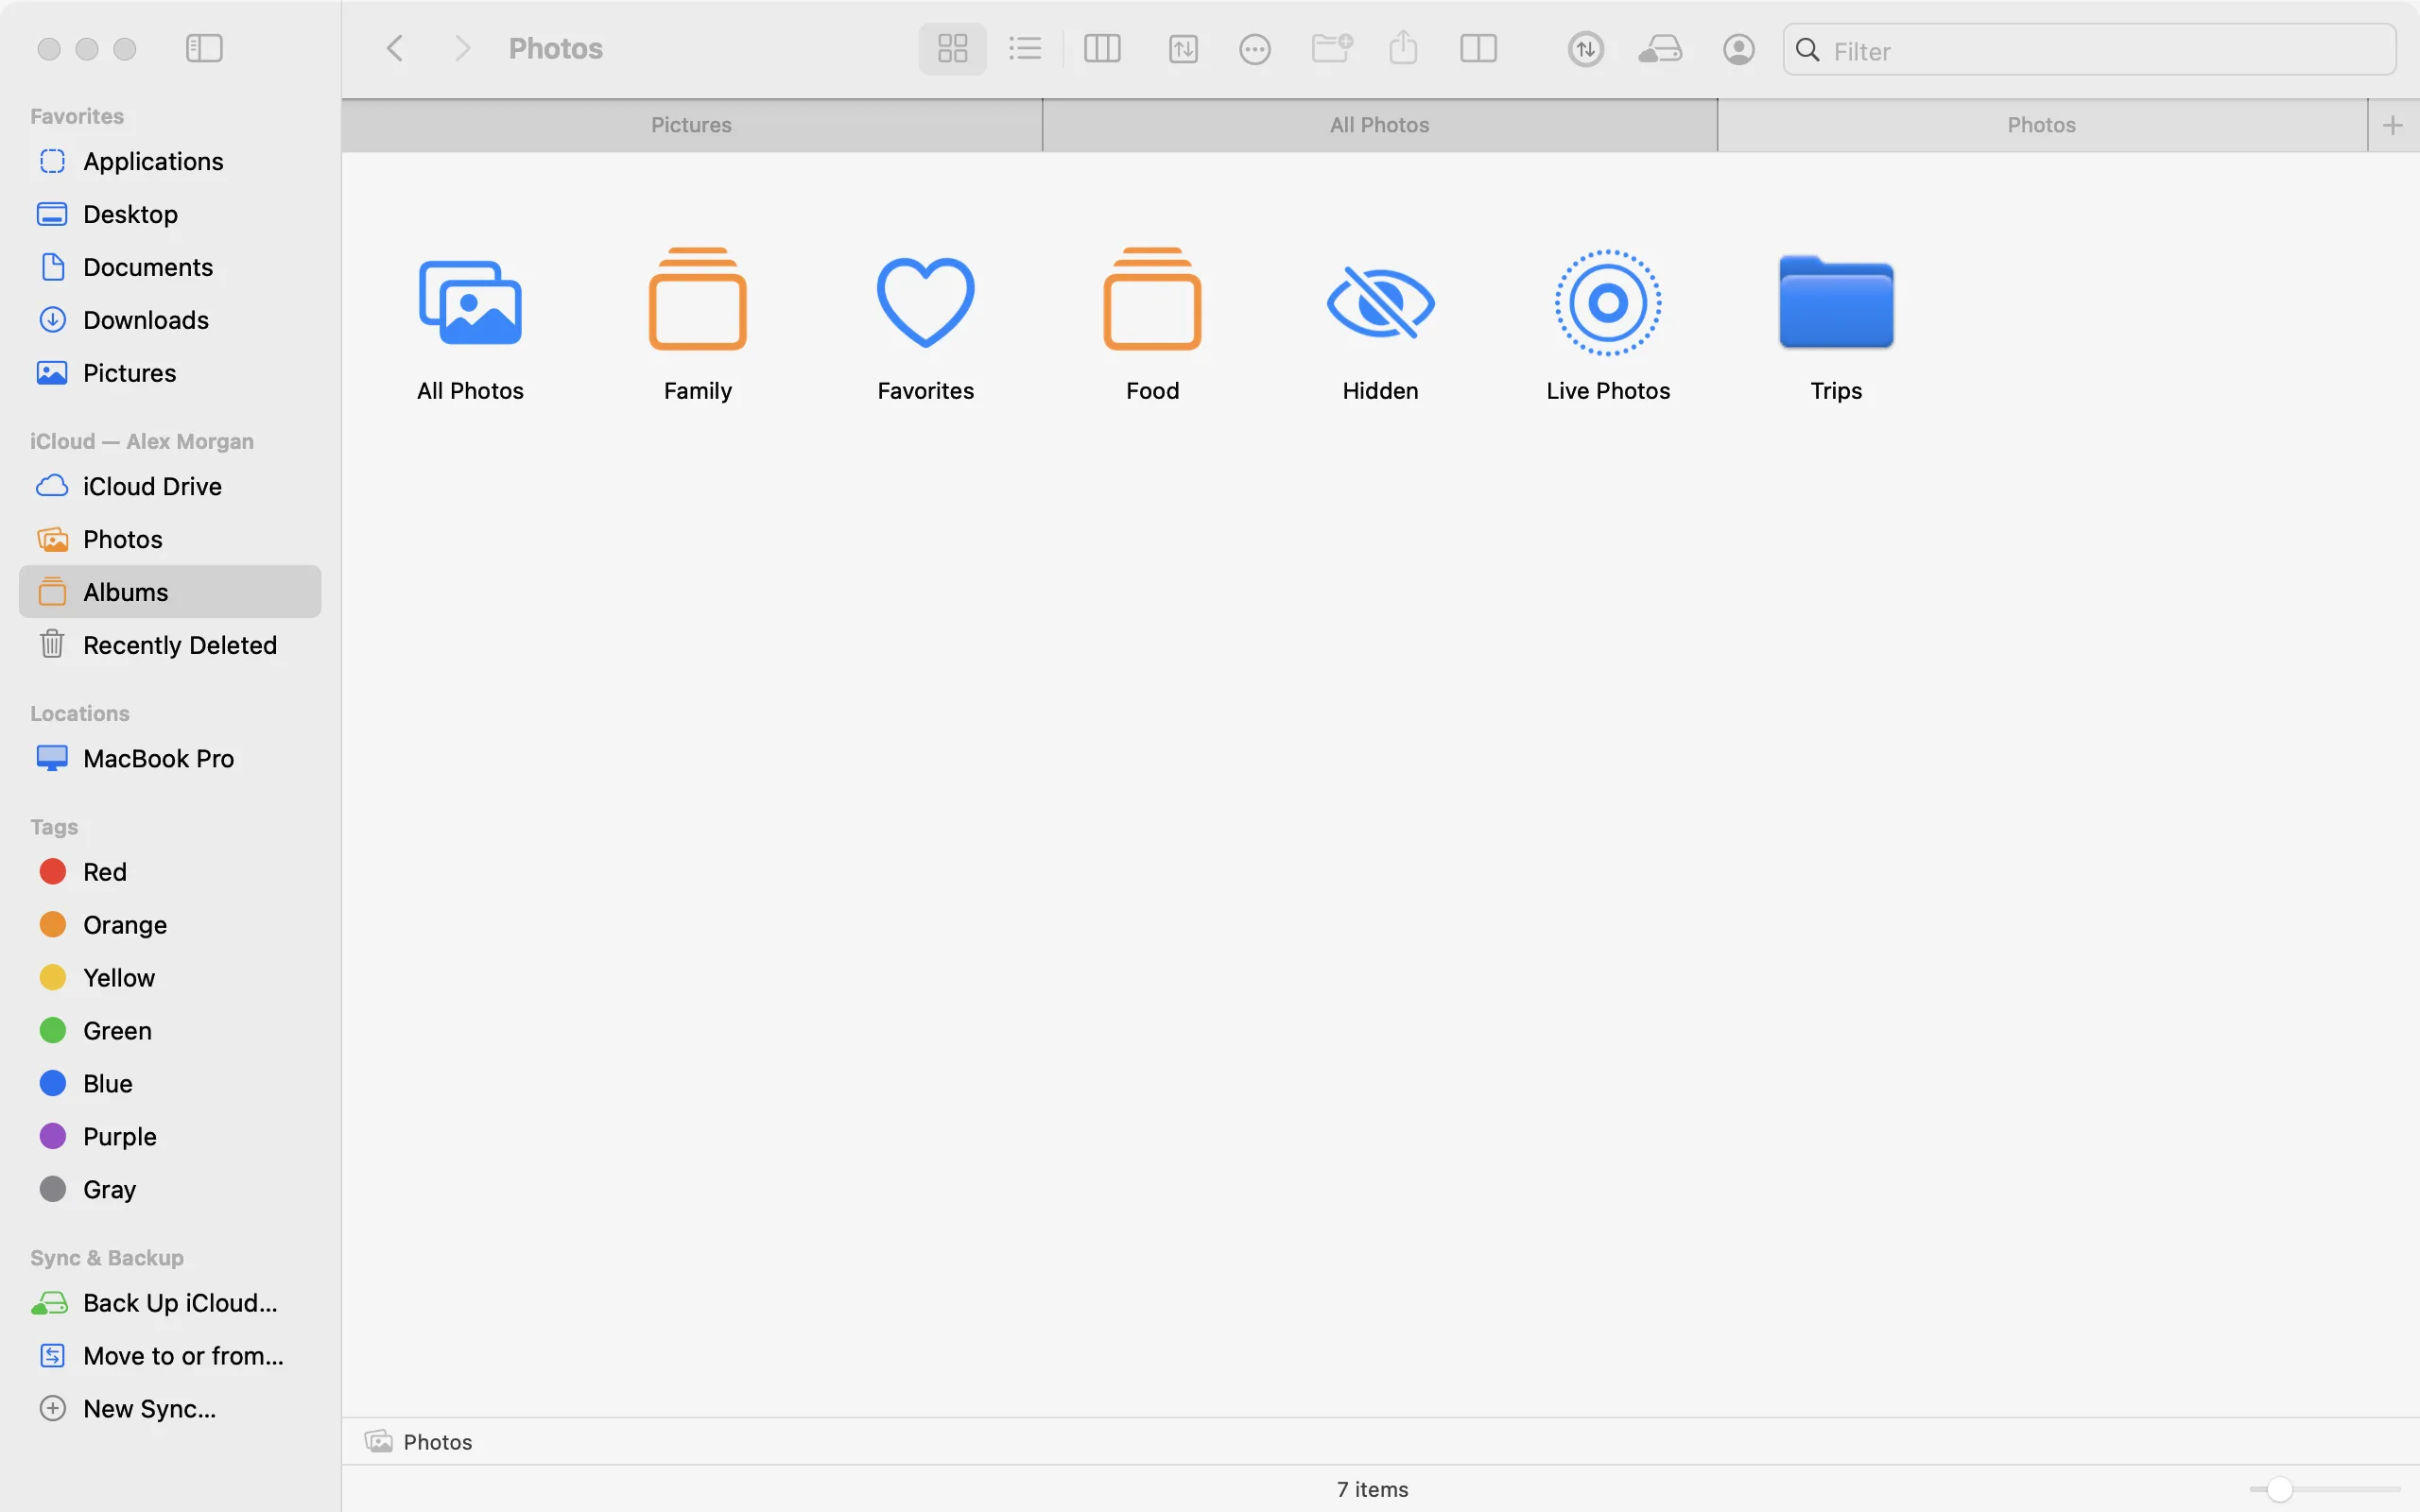 Photos
Filter
Pictures
All Photos
Photos
Favorites
Applications
Desktop
Documents
Downloads
Pictures
iCloud — Alex Morgan
iCloud Drive
Photos
Albums
Recently Deleted
Locations
MacBook Pro
Tags
Red
Orange
Yellow
Green
Blue
Purple
Gray
Sync & Backup
Back Up iCloud...
Move to or from...
New Sync...
All Photos
Family
Favorites
Food
Hidden
Live Photos
Trips
Photos
7 items